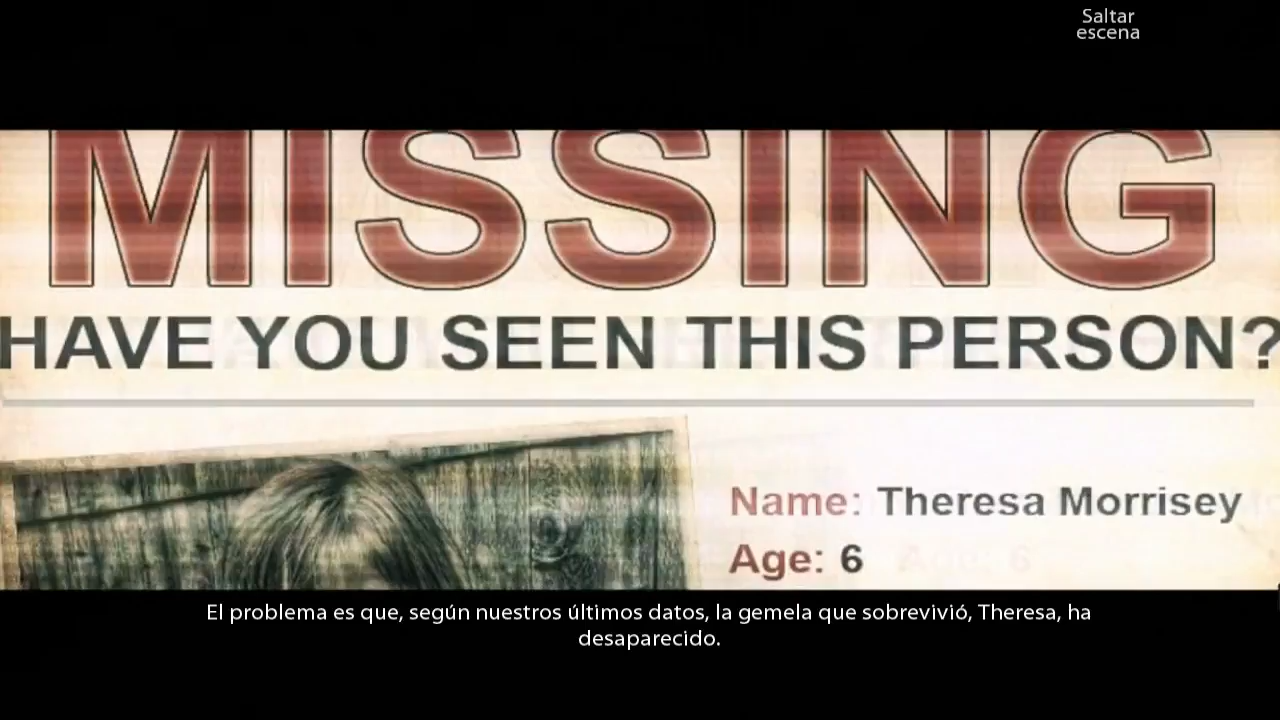 Saltar
escena
MISSING
HAVE YOU SEEN THIS PERSON?
Name: Theresa Morrisey
Age: 6
El problema es que, según nuestros últimos datos, la gemela que sobrevivió, Theresa, ha
desaparecido.